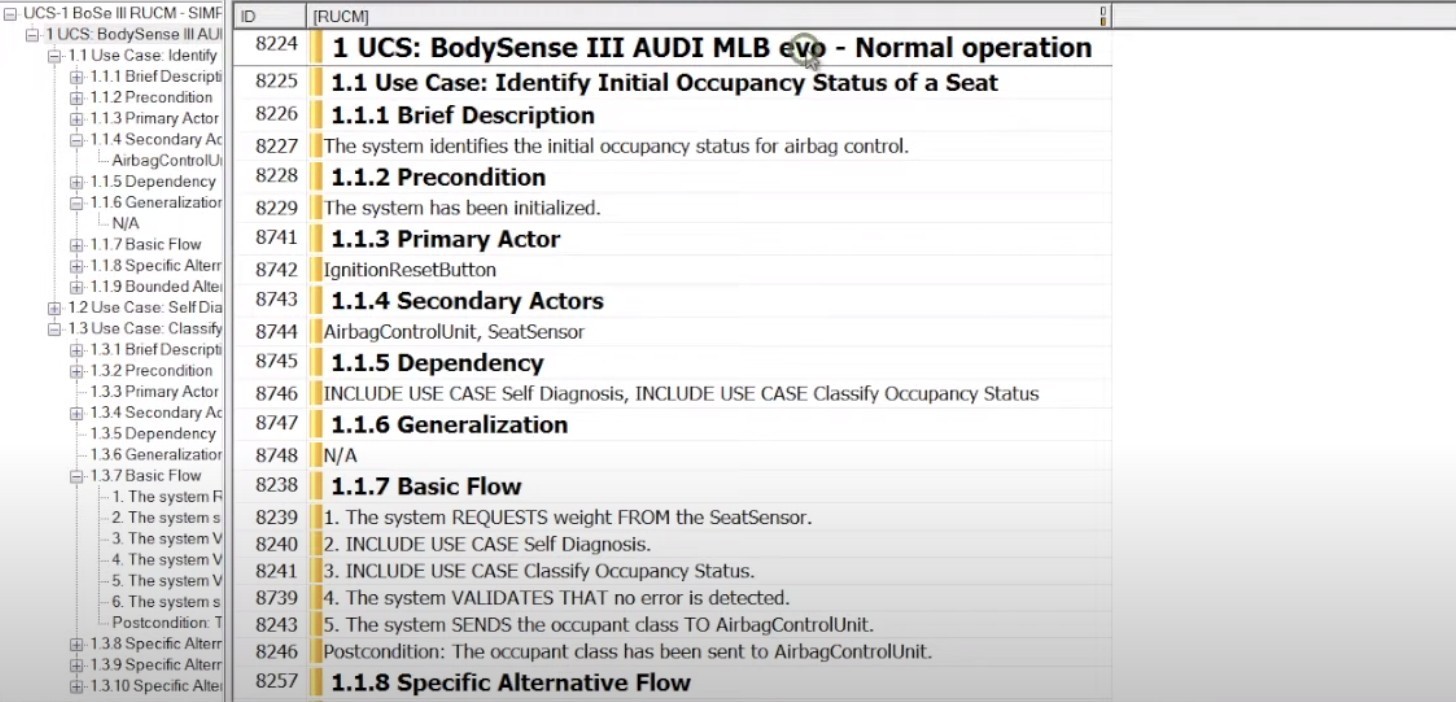 UCS-1 BoSe III RUCM - SIMP
1 UCS: BodySense III AUI
1.1 Use Case: Identify
1.1.1 Brief Descripti
1.1.2 Precondition
1.1.3 Primary Actor
1.1.4 Secondary Ac
AirbagControlU
1.1.5 Dependency
1.1.6 Generalization
N/A
1.1.7 Basic Flow
1.1.8 Specific Altern
1.1.9 Bounded Alte
1.2 Use Case: Self Dia
1.3 Use Case: Classify
1.3.1 Brief Descripti
1.3.2 Precondition
1.3.3 Primary Actor
1.3.4 Secondary Ac
1.3.5 Dependency
1.3.6 Generalization
1.3.7 Basic Flow
1. The system R
2. The system s
3. The system V
4. The system V
5. The system V
6. The system s
Postcondition: T
1.3.8 Specific Altern
1.3.9 Specific Altern
1.3.10 Specific Alte
ID [RUCM]
8224 1 UCS: BodySense III AUDI MLB evo - Normal operation
8225 1.1 Use Case: Identify Initial Occupancy Status of a Seat
8226 1.1.1 Brief Description
8227 The system identifies the initial occupancy status for airbag control.
8228 1.1.2 Precondition
8229 The system has been initialized.
8741 1.1.3 Primary Actor
8742 IgnitionResetButton
8743 1.1.4 Secondary Actors
8744 AirbagControlUnit, SeatSensor
8745 1.1.5 Dependency
8746 INCLUDE USE CASE Self Diagnosis, INCLUDE USE CASE Classify Occupancy Status
8747 1.1.6 Generalization
8748 N/A
8238 1.1.7 Basic Flow
8239 1. The system REQUESTS weight FROM the SeatSensor.
8240 2. INCLUDE USE CASE Self Diagnosis.
8241 3. INCLUDE USE CASE Classify Occupancy Status.
8739 4. The system VALIDATES THAT no error is detected.
8243 5. The system SENDS the occupant class TO AirbagControlUnit.
8246 Postcondition: The occupant class has been sent to AirbagControlUnit.
8257 1.1.8 Specific Alternative Flow